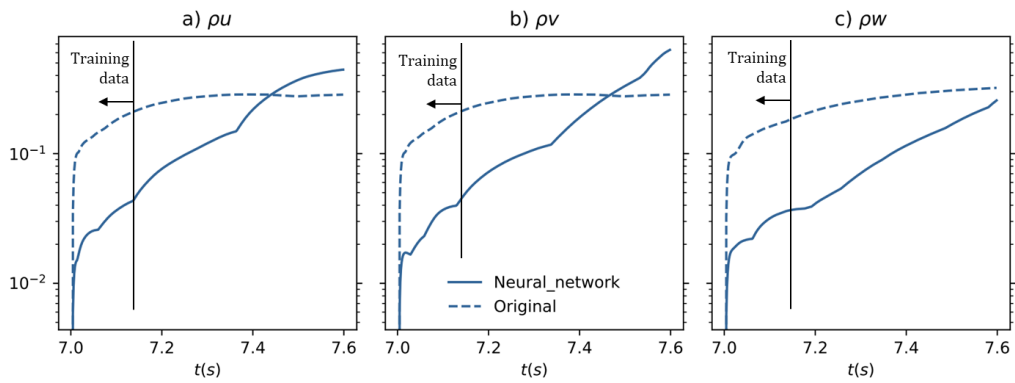 a) ρu
b) ρv
c) ρw
Training
data
Training
data
Training
data
10⁻¹
10⁻²
Neural_network
Original
7.0 7.2 7.4 7.6
7.0 7.2 7.4 7.6
7.0 7.2 7.4 7.6
t(s)
t(s)
t(s)